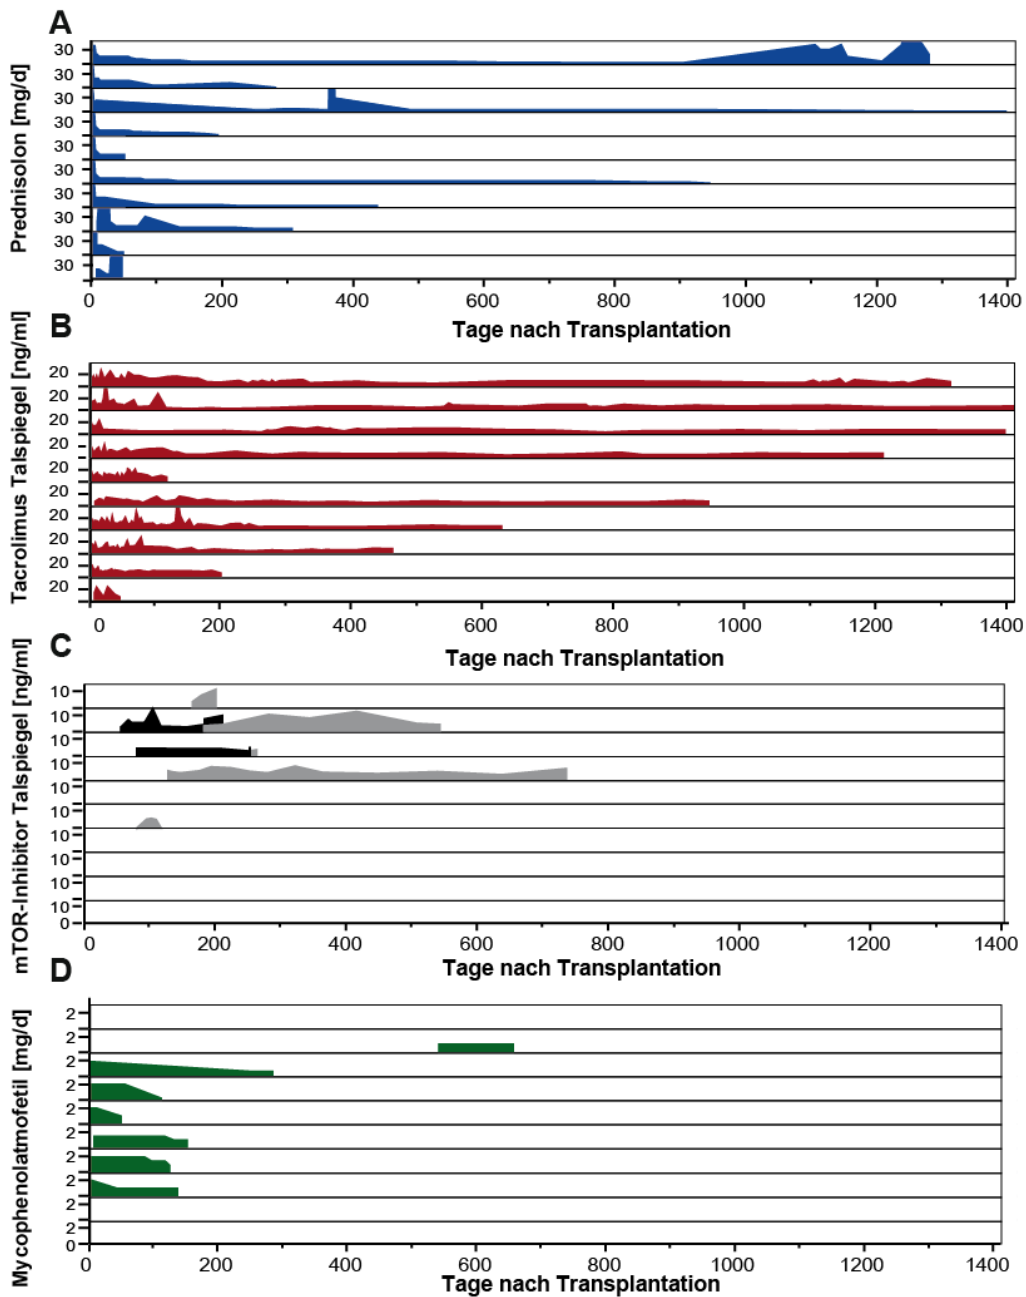 A
Prednisolon [mg/d]
30
30
30
30
30
30
30
30
30
30
0 200 400 600 800 1000 1200 1400
Tage nach Transplantation
B
Tacrolimus Talspiegel [ng/ml]
20
20
20
20
20
20
20
20
20
20
0 200 400 600 800 1000 1200 1400
Tage nach Transplantation
C
mTOR-Inhibitor Talspiegel [ng/ml]
10
10
10
10
10
10
10
10
10
10
0
0 200 400 600 800 1000 1200 1400
Tage nach Transplantation
D
Mycophenolatmofetil [mg/d]
2
2
2
2
2
2
2
2
2
2
0
0 200 400 600 800 1000 1200 1400
Tage nach Transplantation